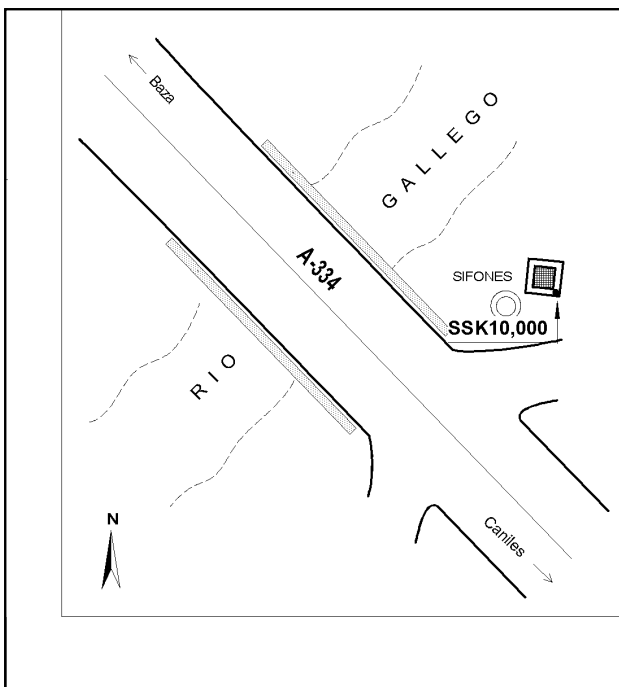 Baza
GALLEGO
A-334
SIFONES
SSK10,000
RIO
N
Caniles